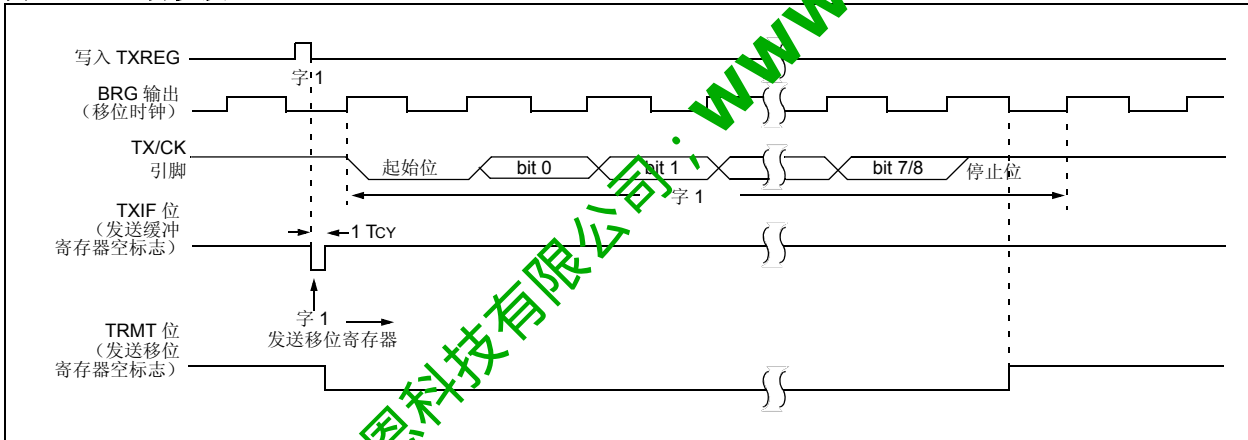 写入 TXREG
字 1
BRG 输出
（移位时钟）
TX/CK
引脚
起始位
bit 0
bit 1
bit 7/8
停止位
字 1
TXIF 位
（发送缓冲
寄存器空标志）
1 TCY
字 1
发送移位寄存器
TRMT 位
（发送移位
寄存器空标志）
恩科技有限公司；www